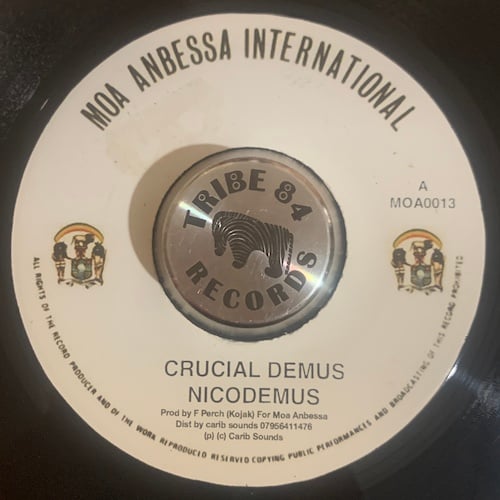 MOA ANBESSA INTERNATIONAL
TRIBE 84
RECORDS
A
MOA0013
CRUCIAL DEMUS
NICODEMUS
Prod by F Perch (Kojak) For Moa Anbessa
Dist by carib sounds 07956411476
(p) (c) Carib Sounds
ALL RIGHTS OF THE RECORD PRODUCER AND OF THE WORK REPRODUCED RESERVED COPYING PUBLIC PERFORMANCES AND BROADCASTING OF THIS RECORD PROHIBITED